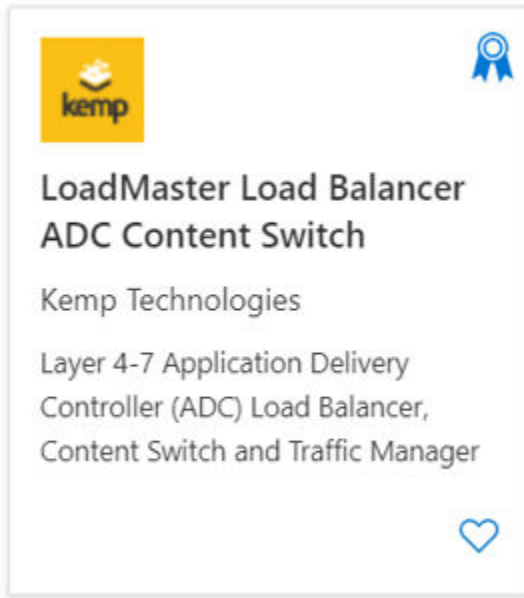 kemp
LoadMaster Load Balancer
ADC Content Switch
Kemp Technologies
Layer 4-7 Application Delivery
Controller (ADC) Load Balancer,
Content Switch and Traffic Manager